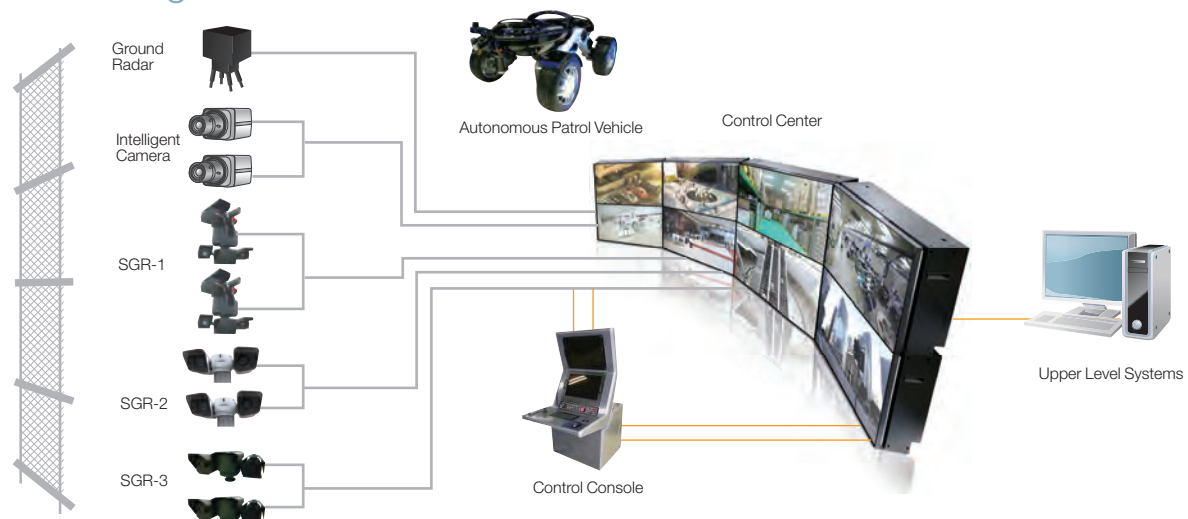 Ground
Radar
Autonomous Patrol Vehicle
Control Center
Intelligent
Camera
SGR-1
SGR-2
SGR-3
Control Console
Upper Level Systems